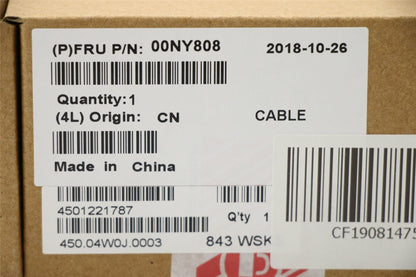 (P)FRU P/N: 00NY808 2018-10-26
Quantity:1
(4L) Origin: CN CABLE
Made in China
4501221787 Q'ty 1
450.04W0J.0003 843 WSK
CF19081475